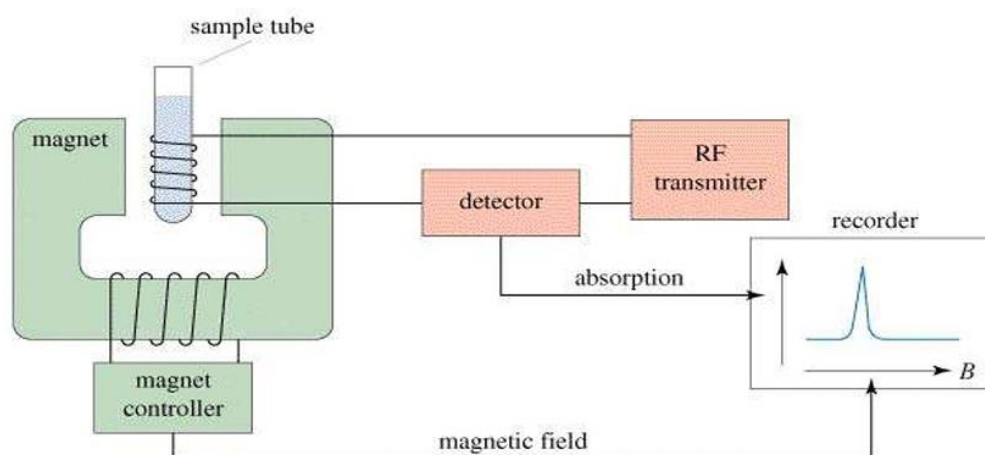 sample tube
magnet
RF
transmitter
detector
recorder
absorption
B
magnet
controller
magnetic field